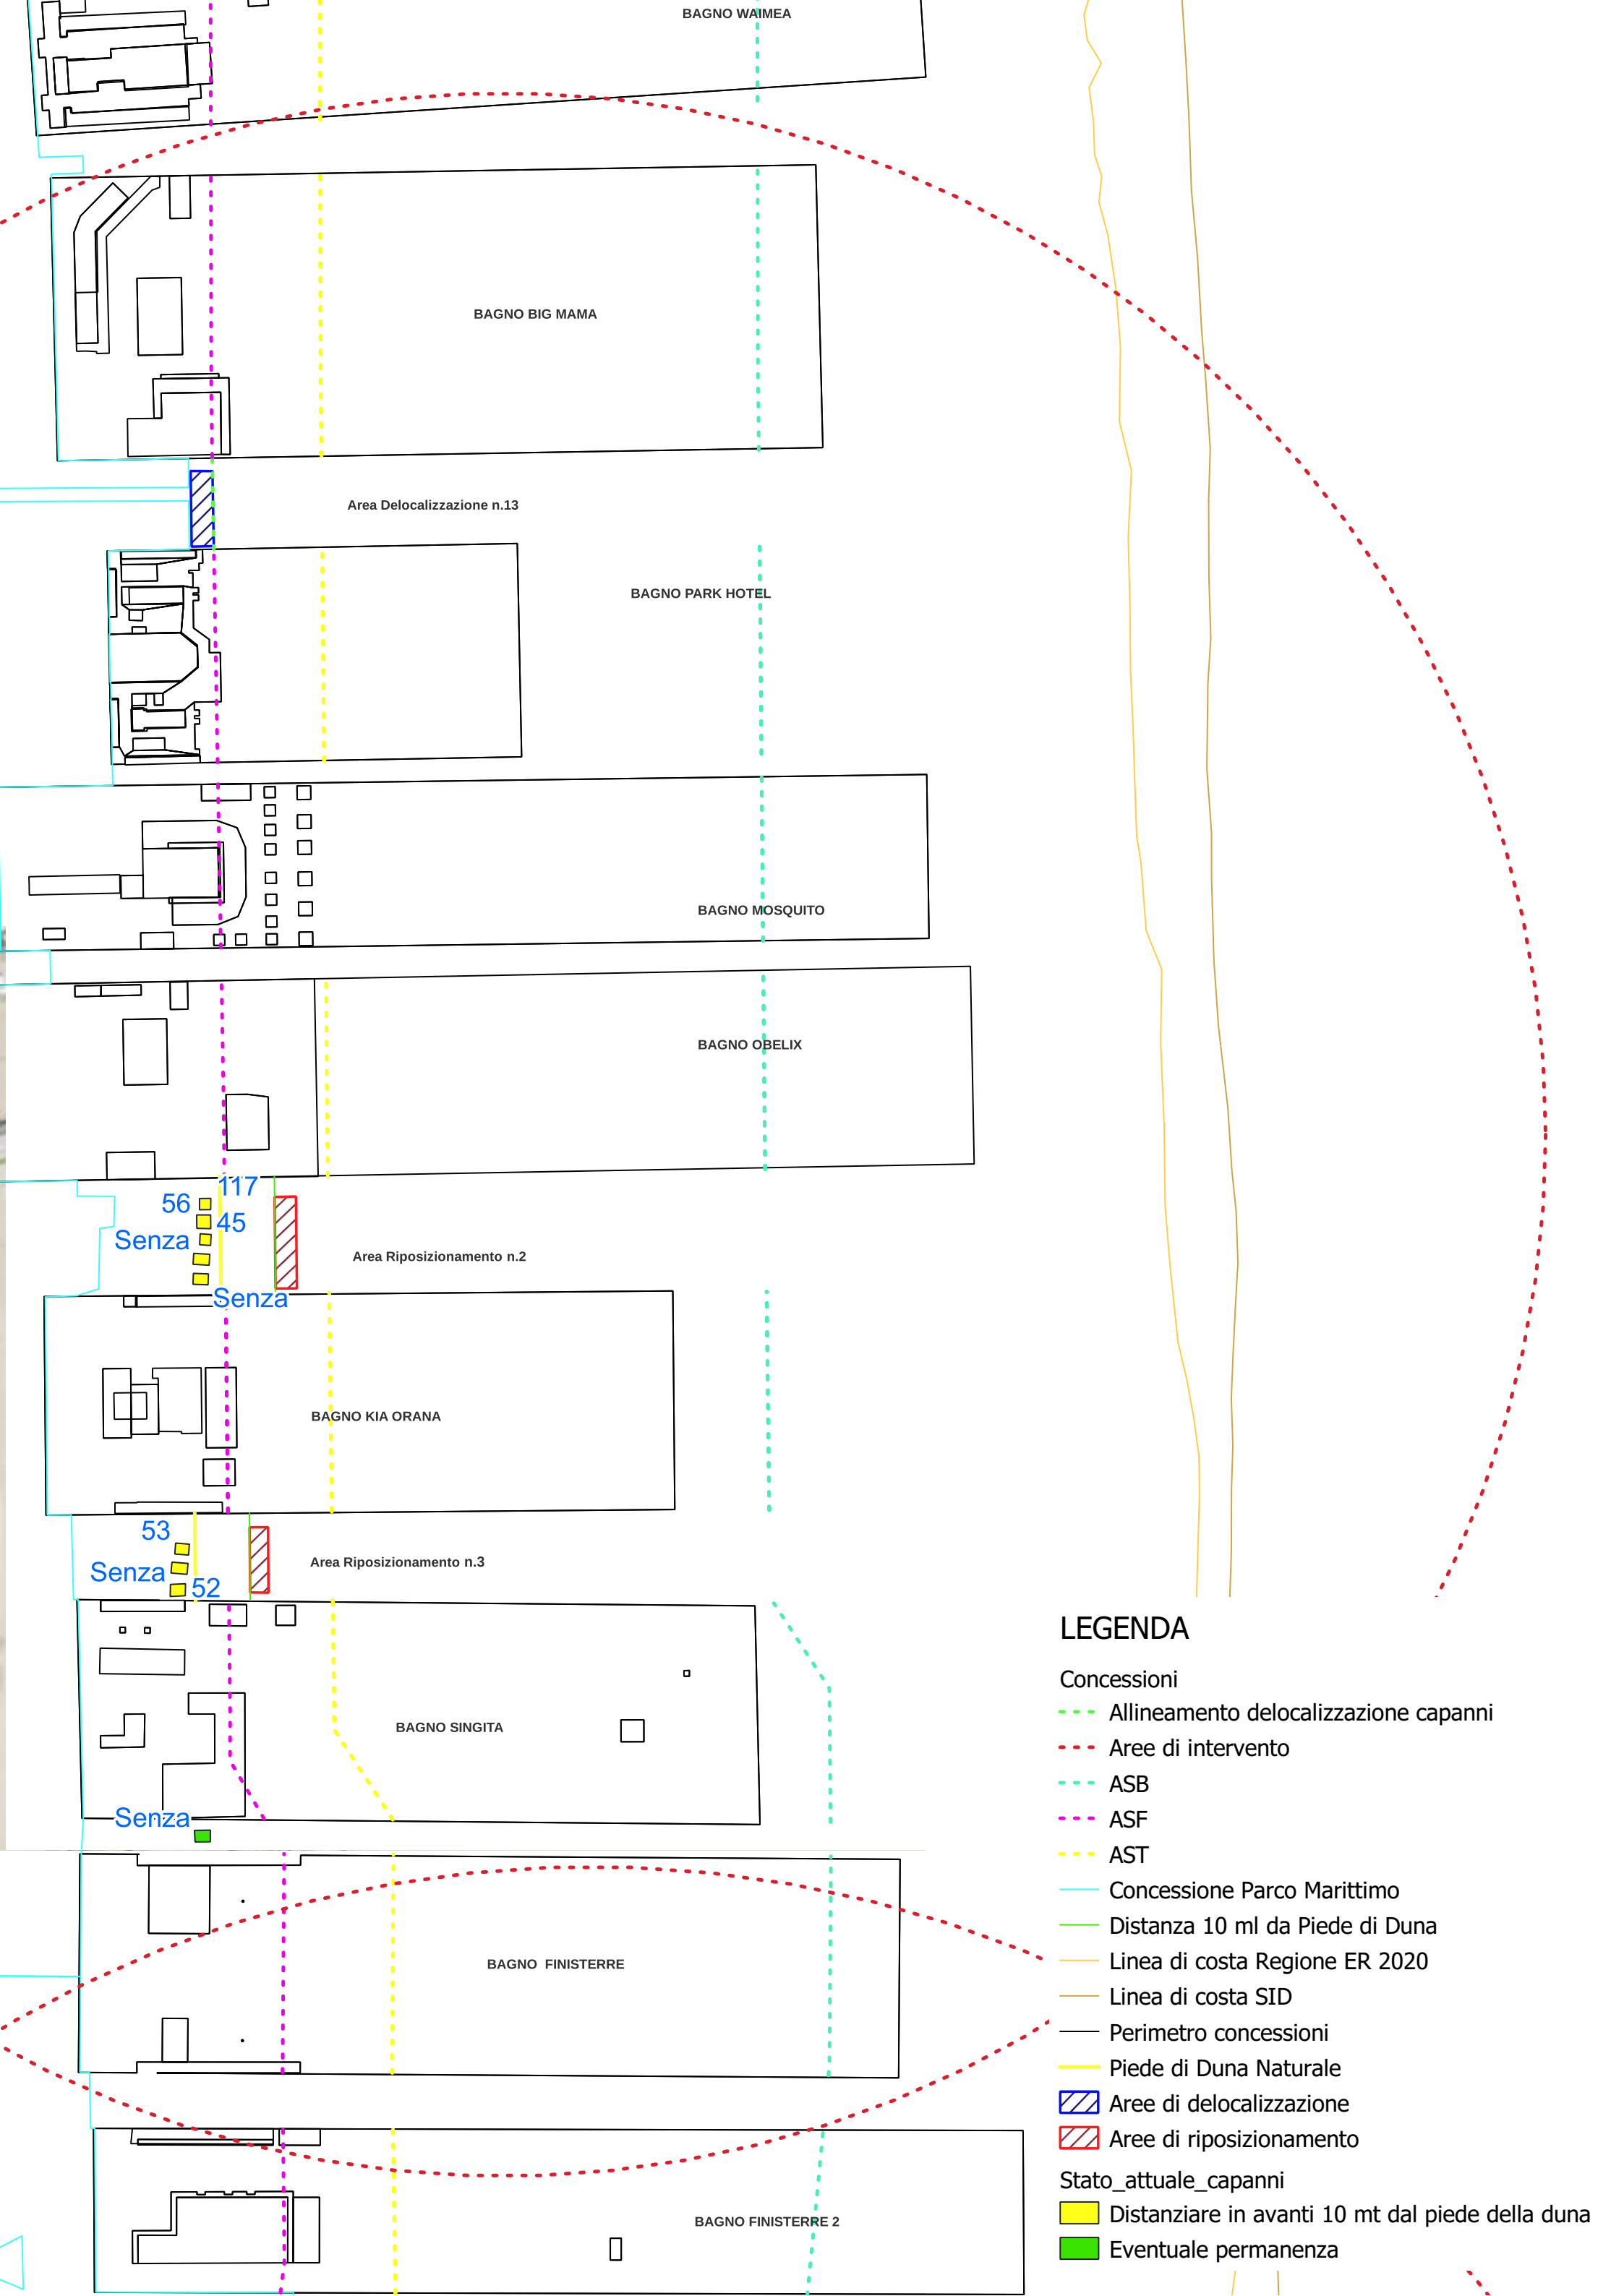 BAGNO WAIMEA
BAGNO BIG MAMA
Area Delocalizzazione n.13
BAGNO PARK HOTEL
BAGNO MOSQUITO
BAGNO OBELIX
117
56
45
Senza
Area Riposizionamento n.2
Senza
BAGNO KIA ORANA
53
Area Riposizionamento n.3
Senza
52
BAGNO SINGITA
Senza
BAGNO FINISTERRE
BAGNO FINISTERRE 2
LEGENDA
Concessioni
Allineamento delocalizzazione capanni
Aree di intervento
ASB
ASF
AST
Concessione Parco Marittimo
Distanza 10 ml da Piede di Duna
Linea di costa Regione ER 2020
Linea di costa SID
Perimetro concessioni
Piede di Duna Naturale
Aree di delocalizzazione
Aree di riposizionamento
Stato_attuale_capanni
Distanziare in avanti 10 mt dal piede della duna
Eventuale permanenza